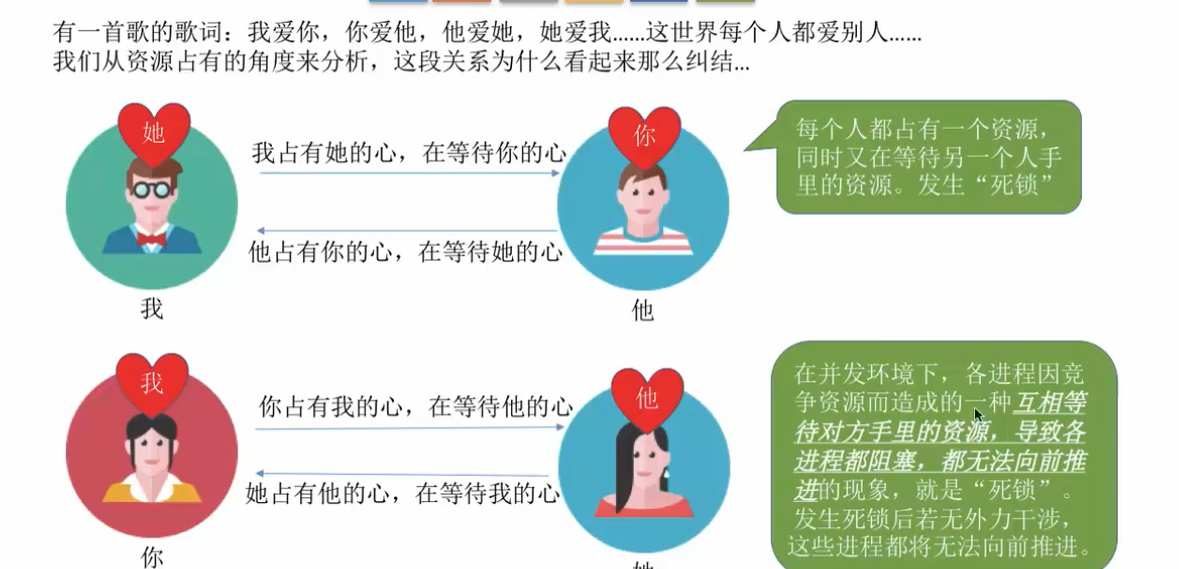 有一首歌的歌词：我爱你，你爱他，他爱她，她爱我……这世界每个人都爱别人……
我们从资源占有的角度来分析，这段关系为什么看起来那么纠结…
她
你
我占有她的心，在等待你的心
他占有你的心，在等待她的心
我
他
每个人都占有一个资源，
同时又在等待另一个人手
里的资源。发生“死锁”
我
他
你占有我的心，在等待他的心
她占有他的心，在等待我的心
你
她
在并发环境下，各进程因竞
争资源而造成的一种互相等
待对方手里的资源，导致各
进程都阻塞，都无法向前推
进的现象，就是“死锁”。
发生死锁后若无外力干涉，
这些进程都将无法向前推进。